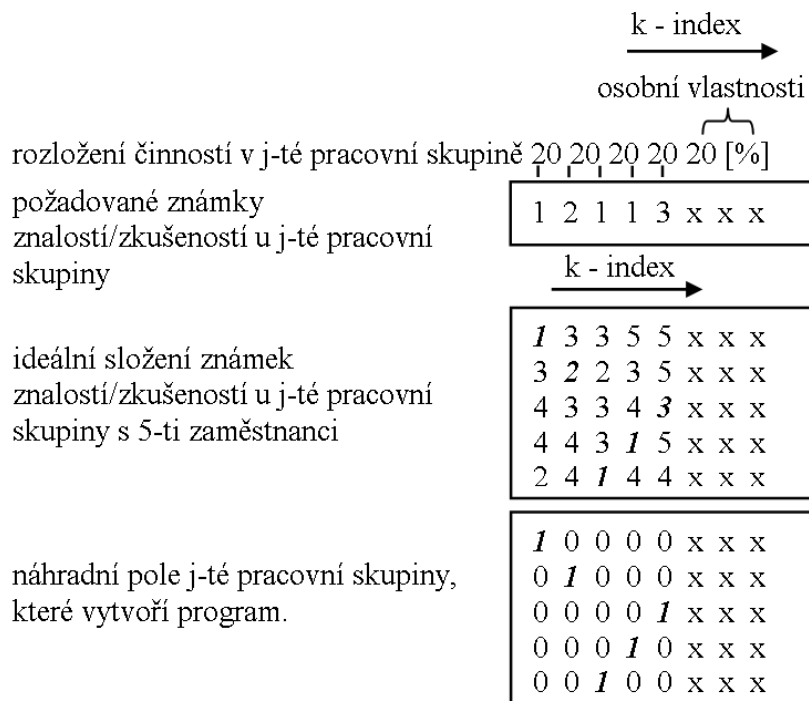 k - index
osobní vlastnosti
rozložení činností v j-té pracovní skupině 20 20 20 20 20 [%]
požadované známky
znalostí/zkušeností u j-té pracovní
skupiny
1 2 1 1 3 x x x
k - index
ideální složení známek
znalostí/zkušeností u j-té pracovní
skupiny s 5-ti zaměstnanci
1 3 3 5 5 x x x
3 2 2 3 5 x x x
4 3 3 4 3 x x x
4 4 3 1 5 x x x
2 4 1 4 4 x x x
náhradní pole j-té pracovní skupiny,
které vytvoří program.
1 0 0 0 0 x x x
0 1 0 0 0 x x x
0 0 0 0 1 x x x
0 0 0 1 0 x x x
0 0 1 0 0 x x x